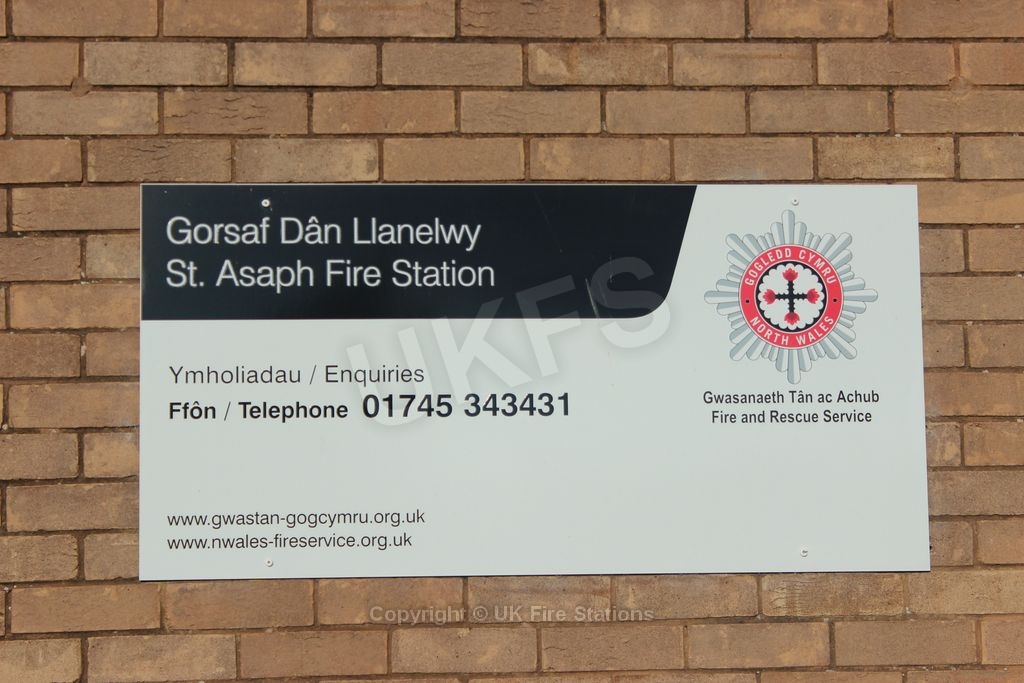 Gorsaf Dân Llanelwy
St. Asaph Fire Station
GOGLEDD CYMRU
NORTH WALES
Gwasanaeth Tân ac Achub
Fire and Rescue Service
Ymholiadau / Enquiries
Ffôn / Telephone 01745 343431
www.gwastan-gogcymru.org.uk
www.nwales-fireservice.org.uk
UKFS
Copyright © UK Fire Stations